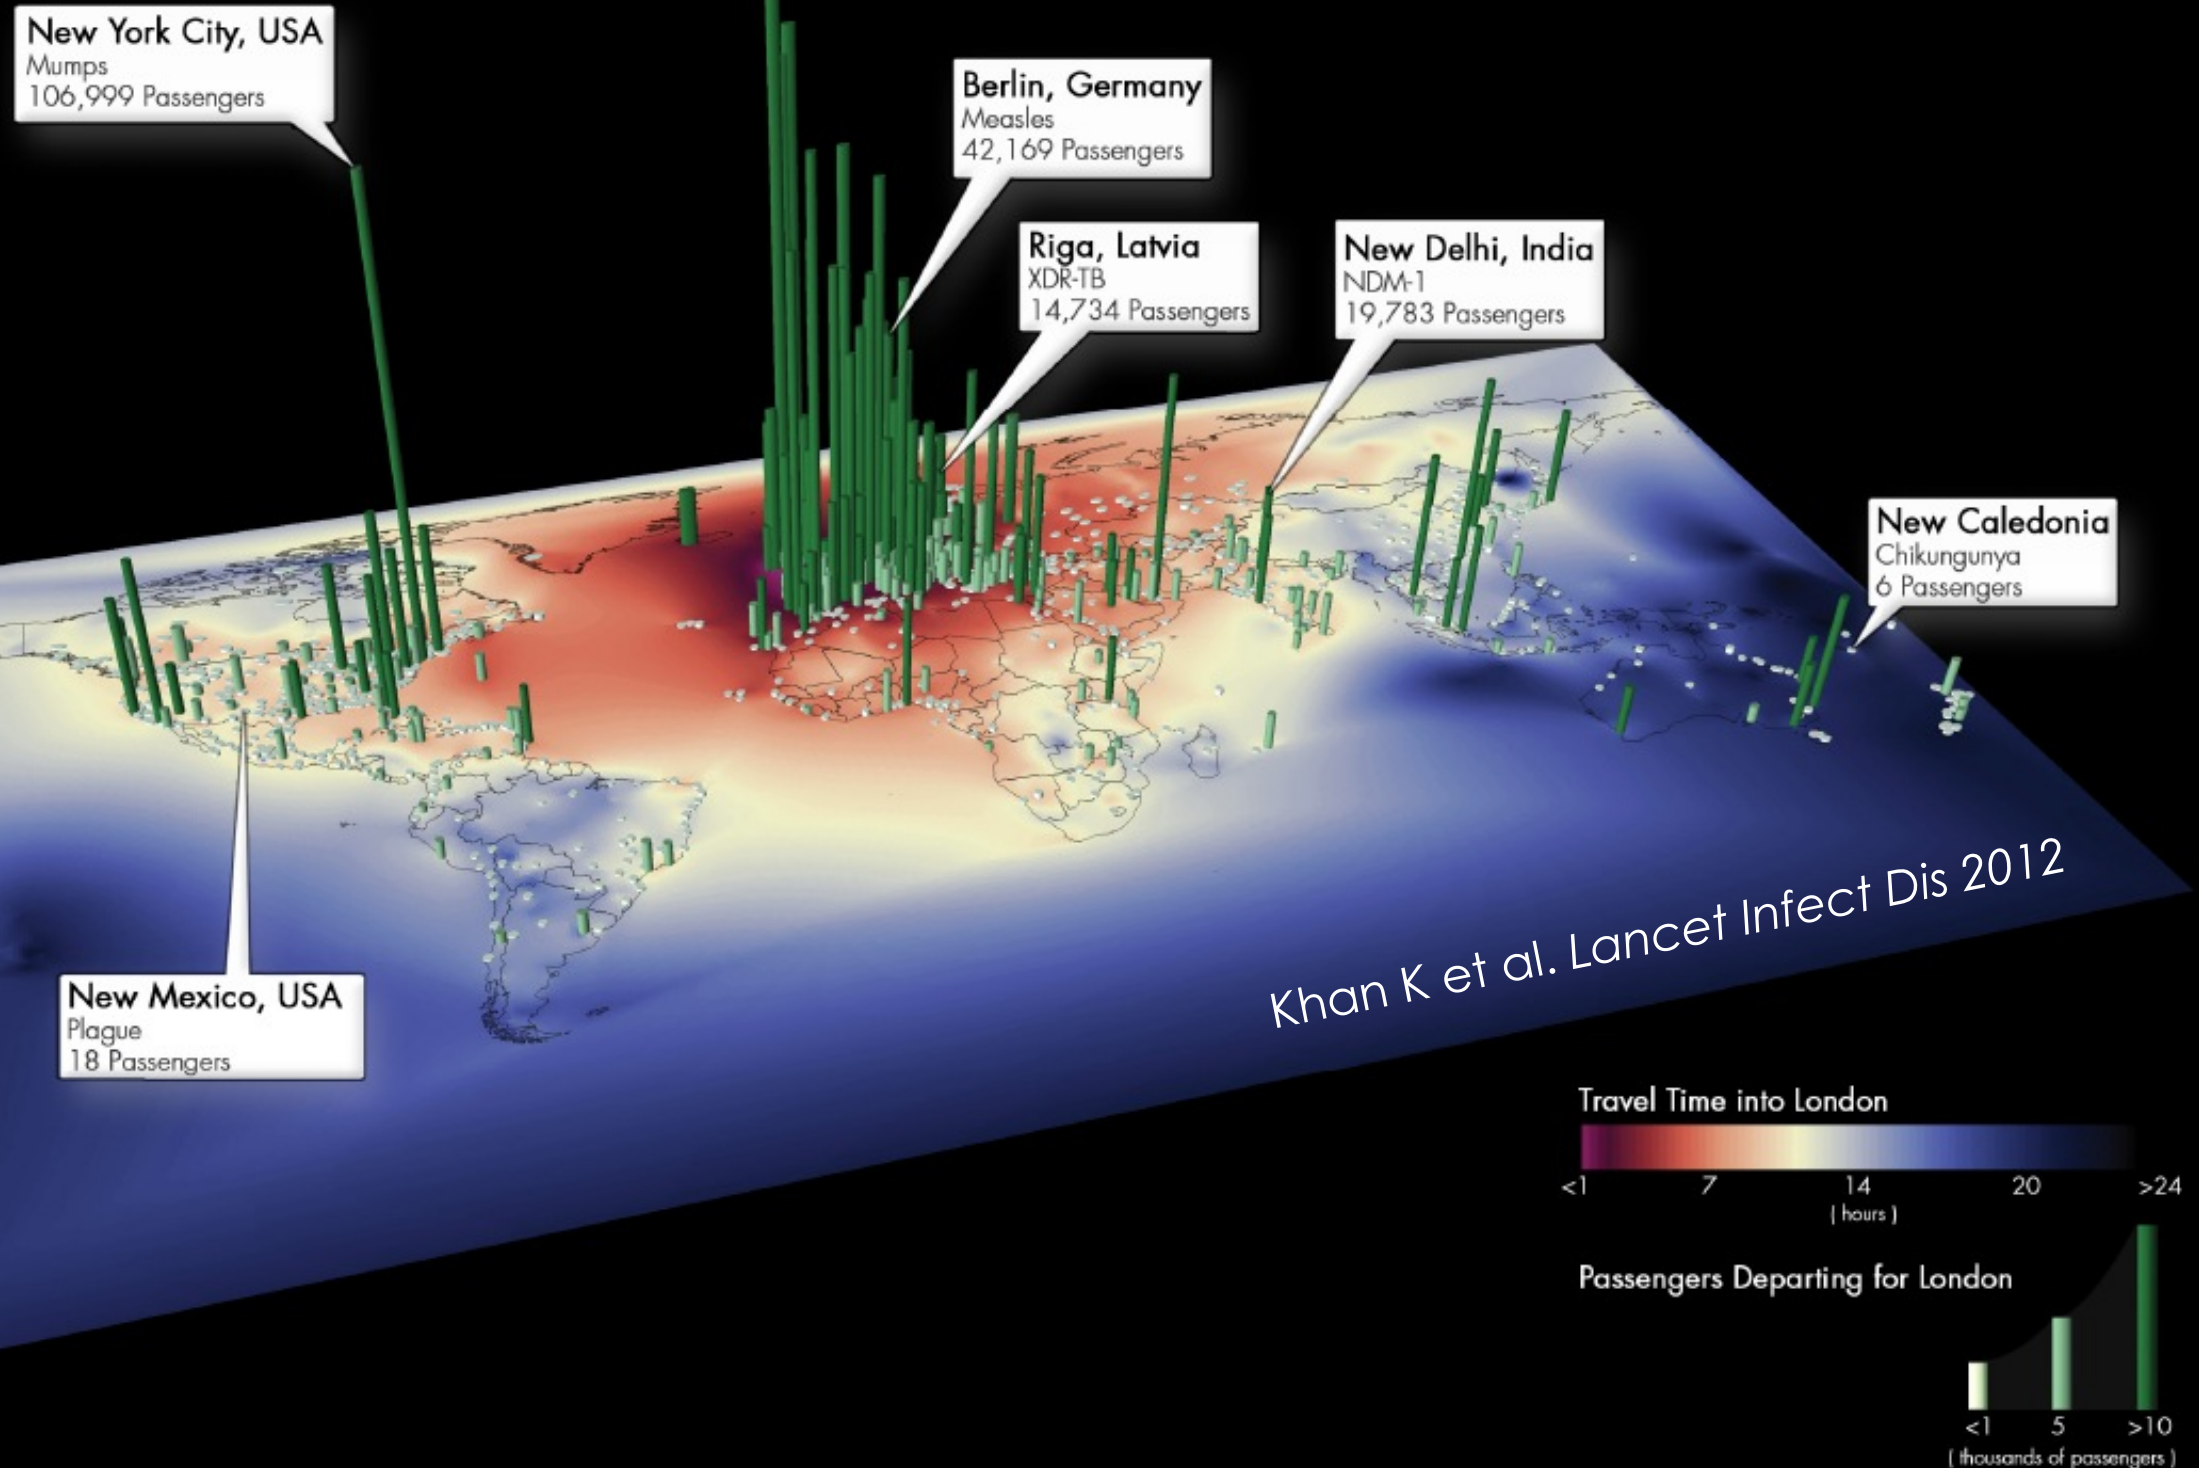 New York City, USA
Mumps
106,999 Passengers
Berlin, Germany
Measles
42,169 Passengers
Riga, Latvia
XDR-TB
14,734 Passengers
New Delhi, India
NDM-1
19,783 Passengers
New Caledonia
Chikungunya
6 Passengers
New Mexico, USA
Plague
18 Passengers
Khan K et al. Lancet Infect Dis 2012
Travel Time into London
<1 7 14 20 >24
( hours )
Passengers Departing for London
<1 5 >10
( thousands of passengers )